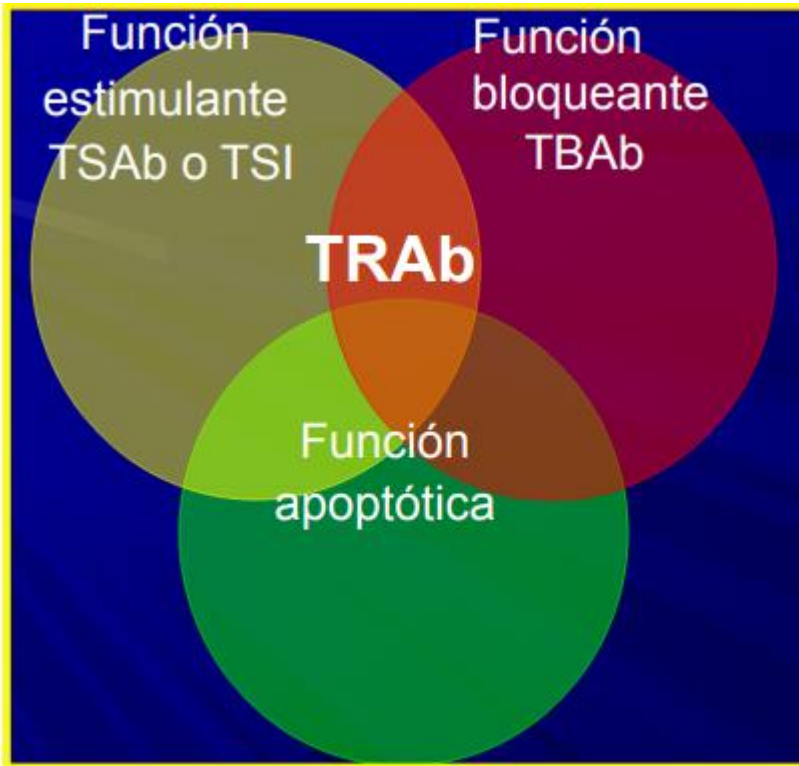 Función
estimulante
TSAb o TSI
Función
bloqueante
TBAb
TRAb
Función
apoptótica